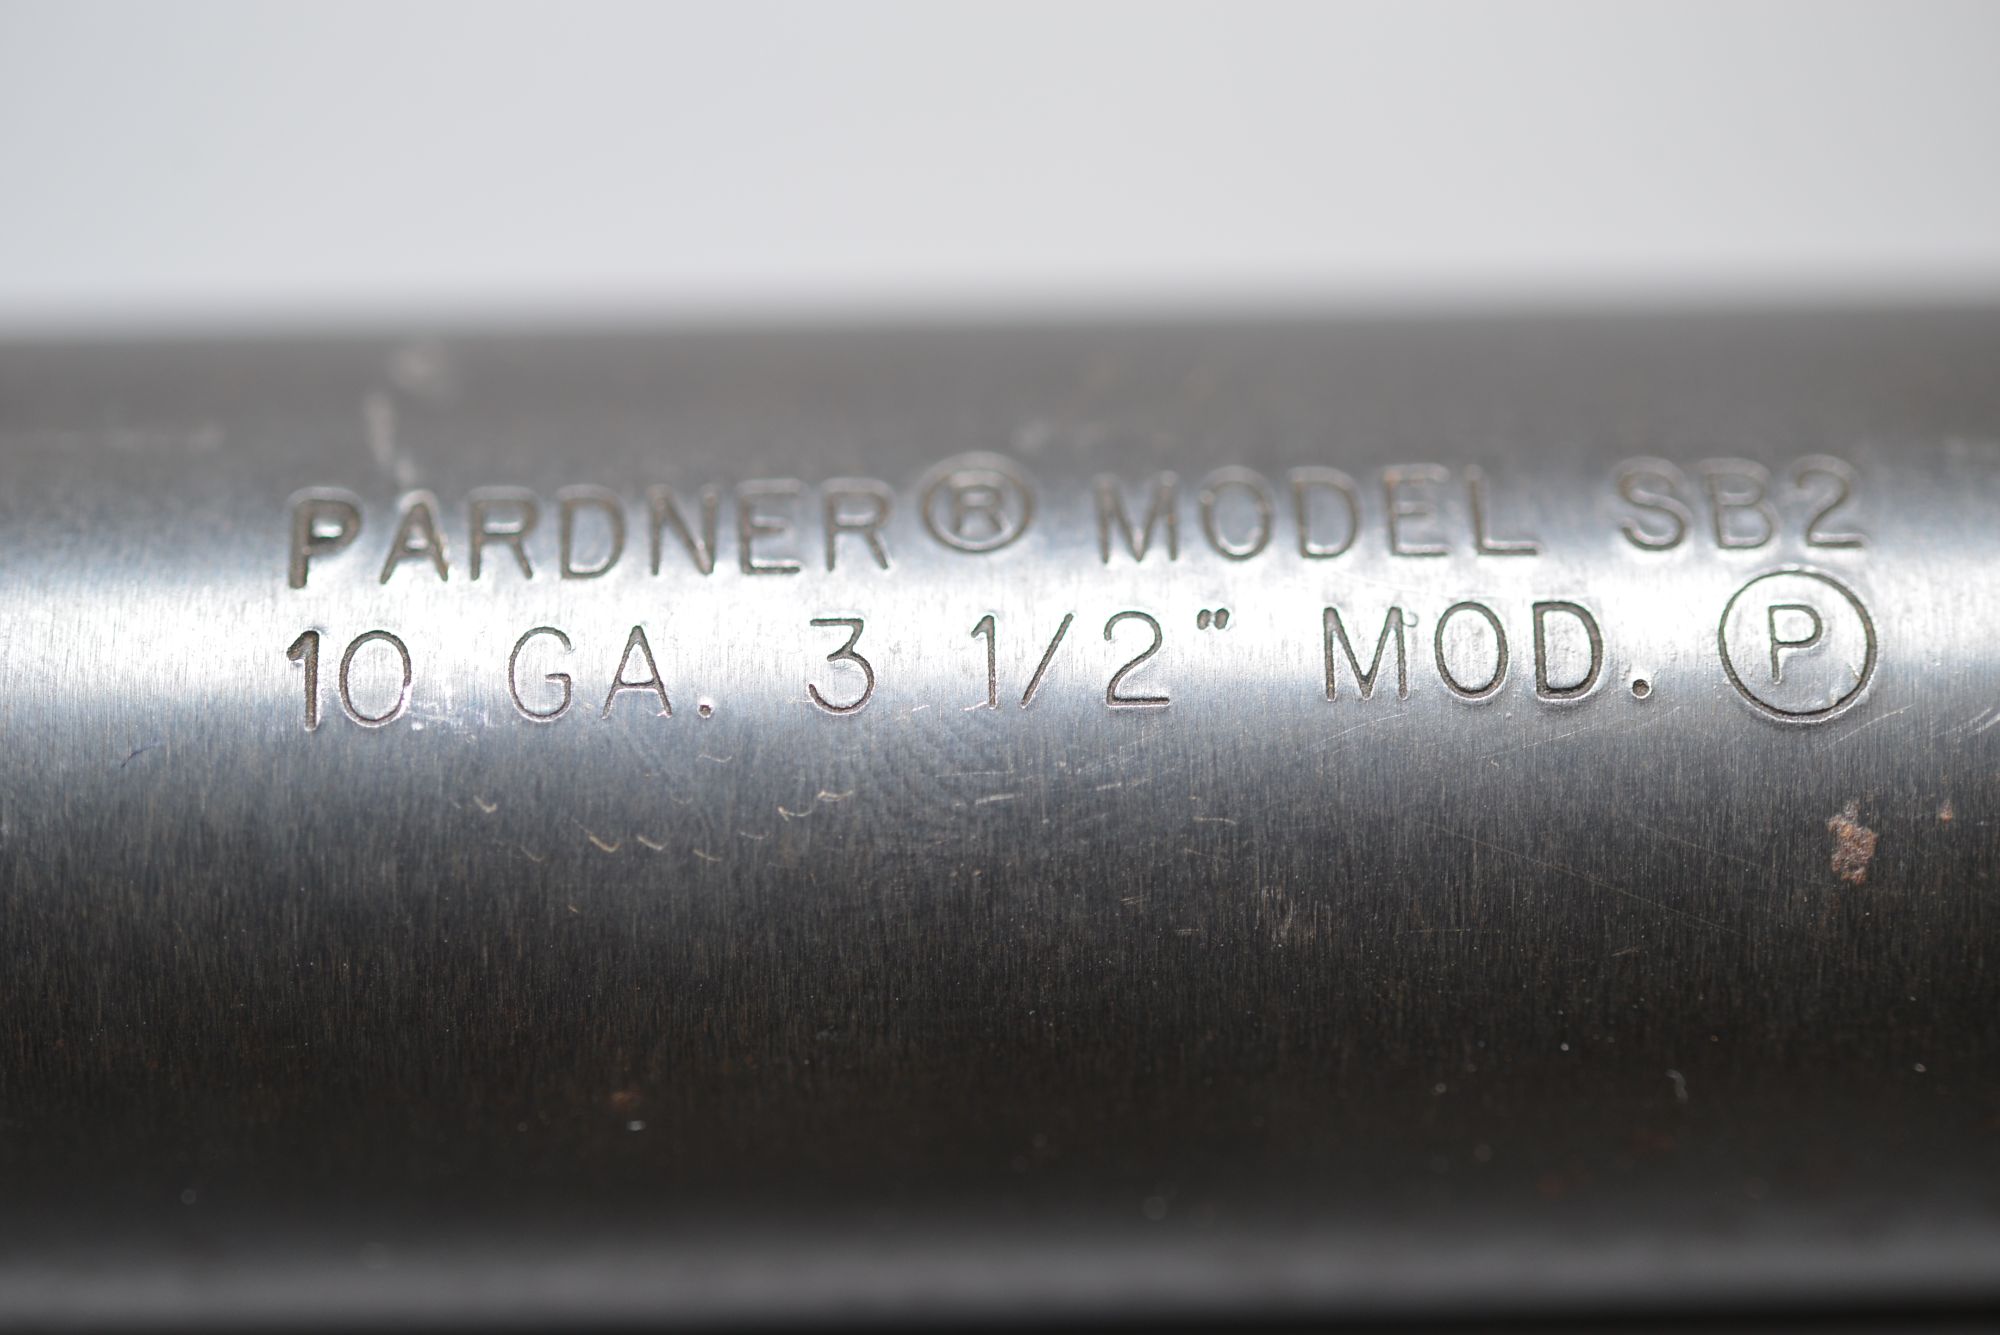 PARDNER® MODEL SB2
10 GA. 3 1/2" MOD. Ⓟ